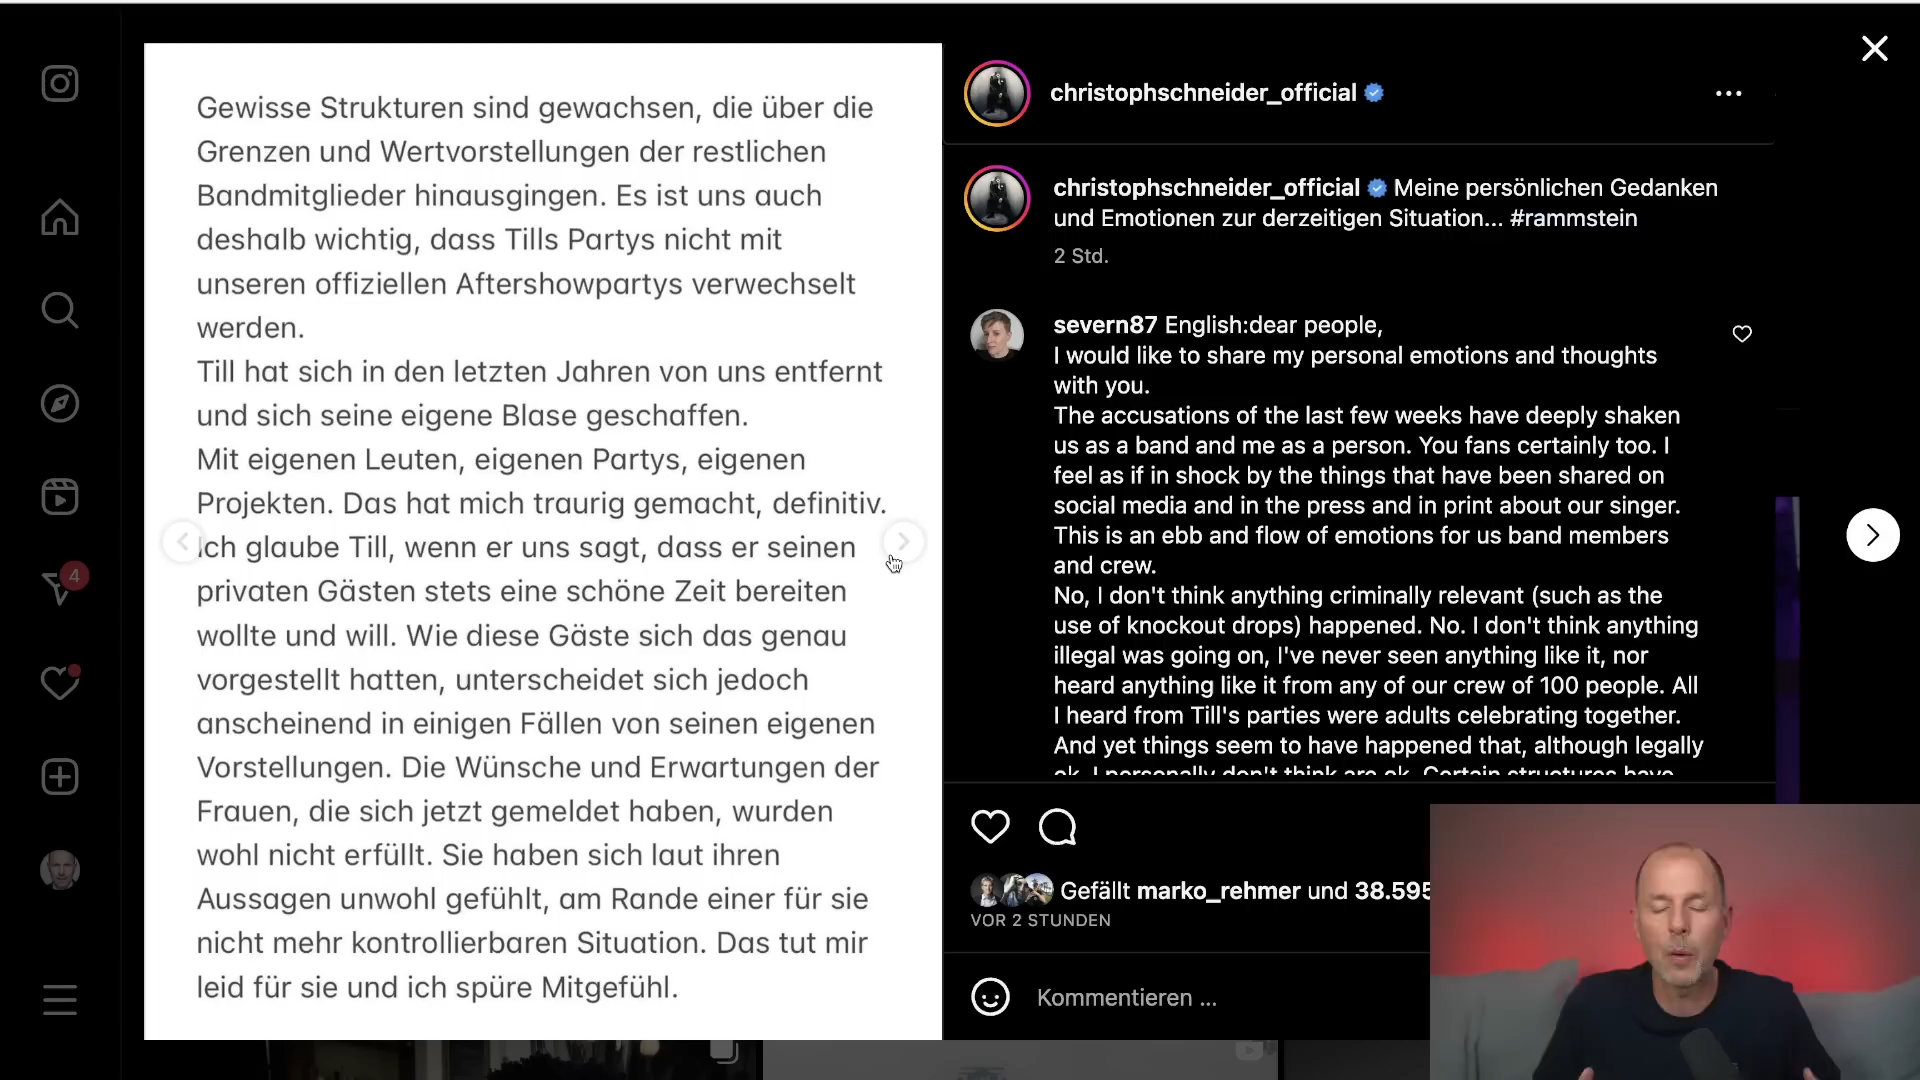 Gewisse Strukturen sind gewachsen, die über die
Grenzen und Wertvorstellungen der restlichen
Bandmitglieder hinausgingen. Es ist uns auch
deshalb wichtig, dass Tills Partys nicht mit
unseren offiziellen Aftershowpartys verwechselt
werden.
Till hat sich in den letzten Jahren von uns entfernt
und sich seine eigene Blase geschaffen.
Mit eigenen Leuten, eigenen Partys, eigenen
Projekten. Das hat mich traurig gemacht, definitiv.
Ich glaube Till, wenn er uns sagt, dass er seinen
privaten Gästen stets eine schöne Zeit bereiten
wollte und will. Wie diese Gäste sich das genau
vorgestellt hatten, unterscheidet sich jedoch
anscheinend in einigen Fällen von seinen eigenen
Vorstellungen. Die Wünsche und Erwartungen der
Frauen, die sich jetzt gemeldet haben, wurden
wohl nicht erfüllt. Sie haben sich laut ihren
Aussagen unwohl gefühlt, am Rande einer für sie
nicht mehr kontrollierbaren Situation. Das tut mir
leid für sie und ich spüre Mitgefühl.
4
christophschneider_official
christophschneider_official Meine persönlichen Gedanken
und Emotionen zur derzeitigen Situation... #rammstein
2 Std.
severn87 English:dear people,
I would like to share my personal emotions and thoughts
with you.
The accusations of the last few weeks have deeply shaken
us as a band and me as a person. You fans certainly too. I
feel as if in shock by the things that have been shared on
social media and in the press and in print about our singer.
This is an ebb and flow of emotions for us band members
and crew.
No, I don't think anything criminally relevant (such as the
use of knockout drops) happened. No. I don't think anything
illegal was going on, I've never seen anything like it, nor
heard anything like it from any of our crew of 100 people. All
I heard from Till's parties were adults celebrating together.
And yet things seem to have happened that, although legally
ok, I personally don't think are ok. Certain structures have
Gefällt marko_rehmer und 38.595
VOR 2 STUNDEN
Kommentieren ...